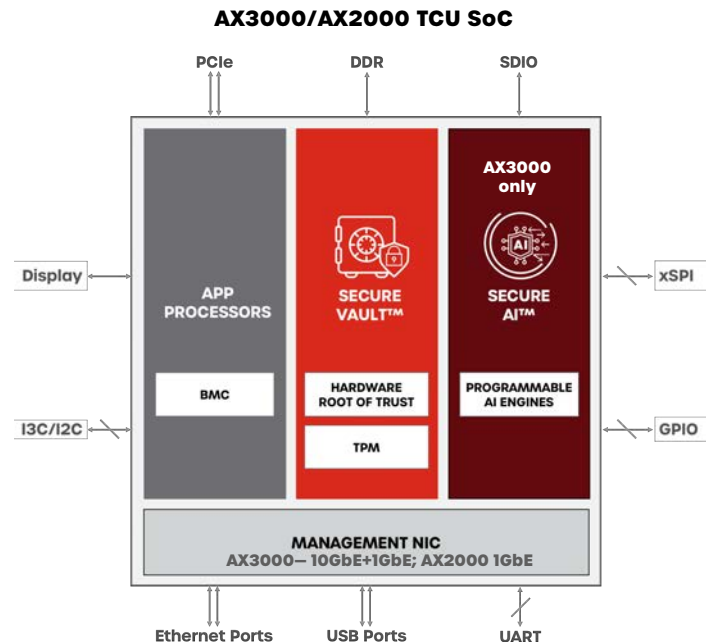 AX3000/AX2000 TCU SoC
PCIe
DDR
SDIO
AX3000
only
AI
Display
xSPI
APP
PROCESSORS
SECURE
VAULT™
SECURE
AI™
BMC
HARDWARE
ROOT OF TRUST
PROGRAMMABLE
AI ENGINES
I3C/I2C
GPIO
TPM
MANAGEMENT NIC
AX3000— 10GbE+1GbE; AX2000 1GbE
Ethernet Ports
USB Ports
UART